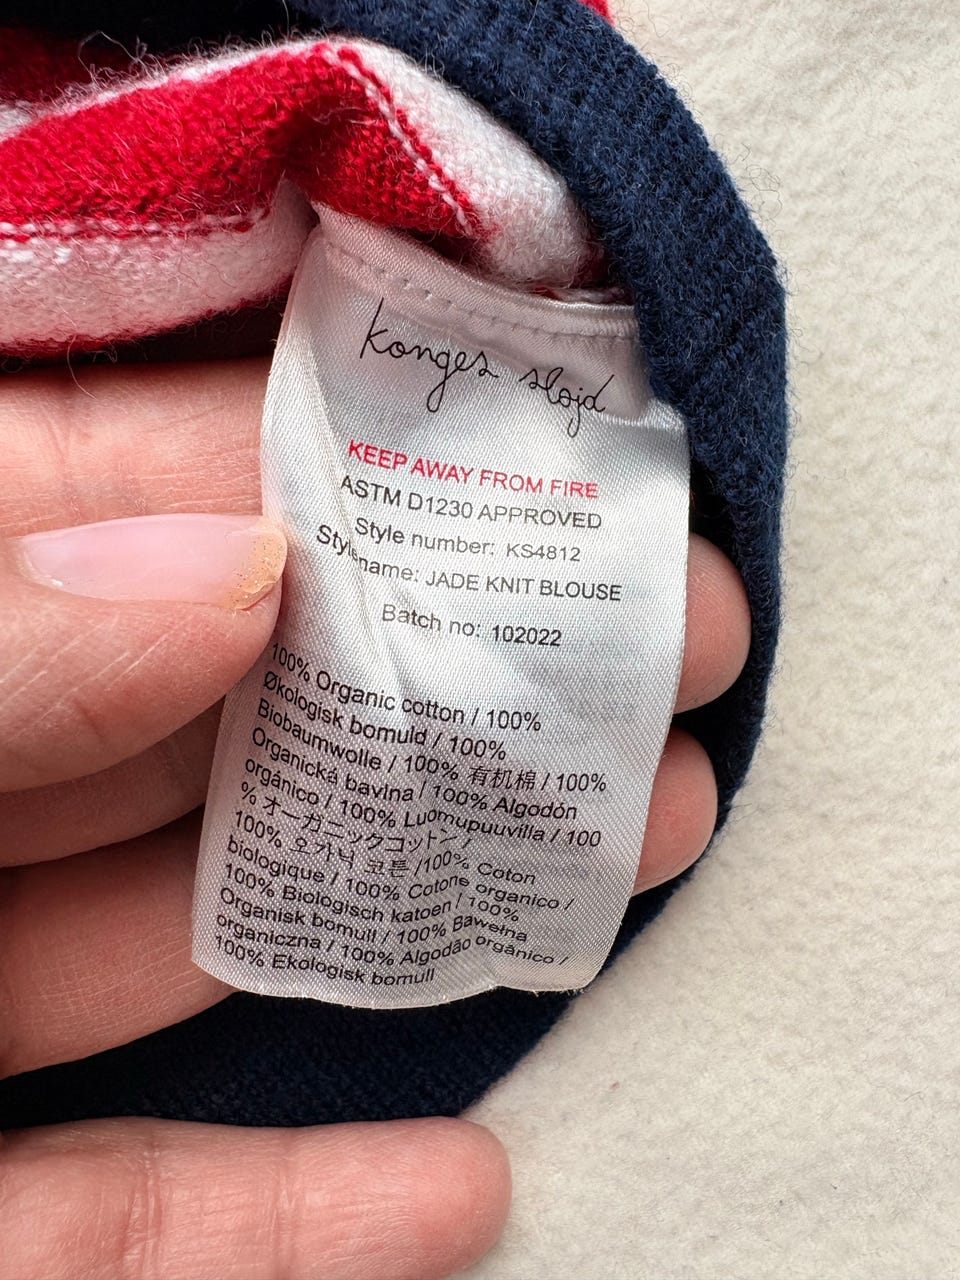 konges sløjd
KEEP AWAY FROM FIRE
ASTM D1230 APPROVED
Style number: KS4812
Style name: JADE KNIT BLOUSE
Batch no: 102022
100% Organic cotton / 100%
Økologisk bomuld / 100%
Biobaumwolle / 100% 有机棉 / 100%
Organická bavlna / 100% Algodón
orgánico / 100% Luomupuuvilla / 100
% オーガニックコットン /
100% 오가닉 코튼 /100% Coton
biologique / 100% Cotone organico /
100% Biologisch katoen / 100%
Organisk bomull / 100% Bawełna
organiczna / 100% Algodão orgânico /
100% Ekologisk bomull